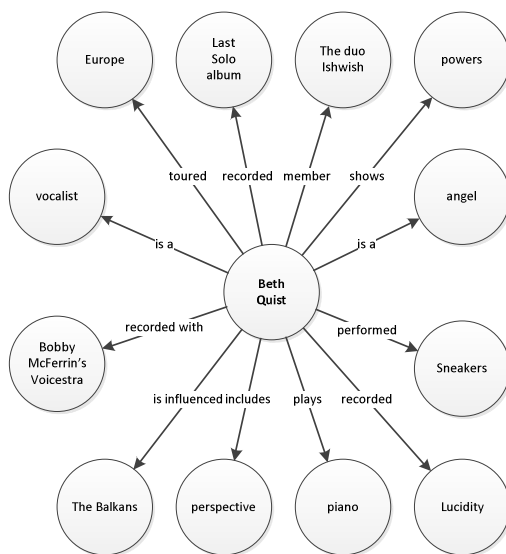 Europe
Last
Solo
album
The duo
Ishwish
powers
toured
recorded
member
shows
vocalist
angel
is a
is a
Beth
Quist
recorded with
performed
Bobby
McFerrin's
Voicestra
Sneakers
is influenced
includes
plays
recorded
The Balkans
perspective
piano
Lucidity